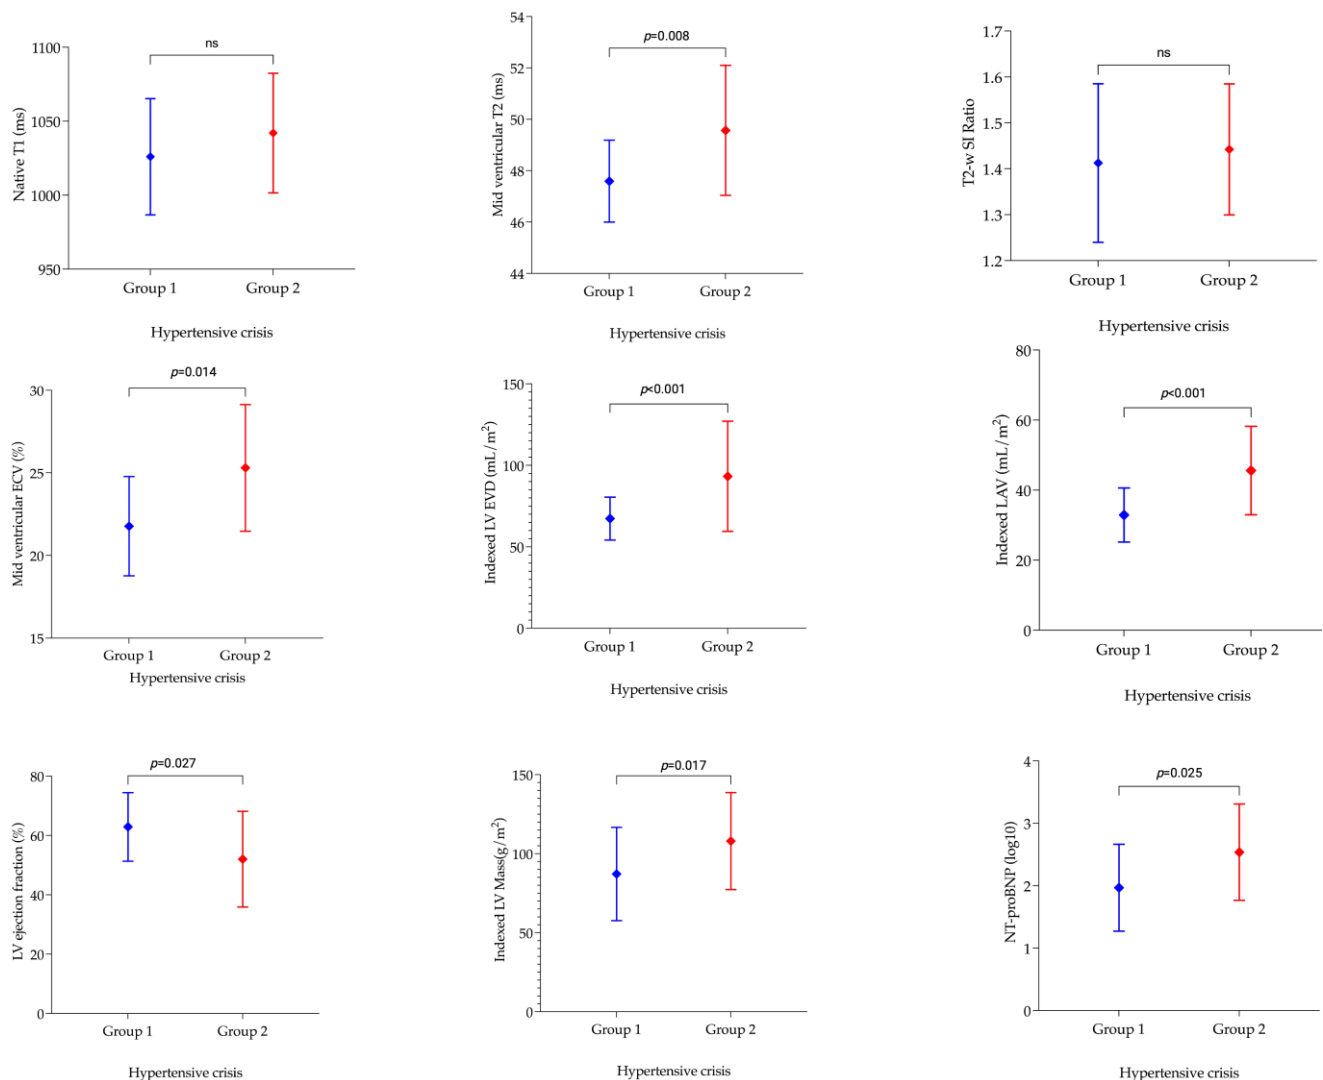 ns
1100
1050
1000
950
Native T1 (ms)
Group 1 Group 2
Hypertensive crisis
p=0.008
54
52
50
48
46
44
Mid ventricular T2 (ms)
Group 1 Group 2
Hypertensive crisis
ns
1.7
1.6
1.5
1.4
1.3
1.2
T2-w SI Ratio
Group 1 Group 2
Hypertensive crisis
p=0.014
30
25
20
15
Mid ventricular ECV (%)
Group 1 Group 2
Hypertensive crisis
p<0.001
150
100
50
0
Indexed LV EVD (mL/m²)
Group 1 Group 2
Hypertensive crisis
p<0.001
80
60
40
20
0
Indexed LAV (mL/m²)
Group 1 Group 2
Hypertensive crisis
p=0.027
80
60
40
20
0
LV ejection fraction (%)
Group 1 Group 2
Hypertensive crisis
p=0.017
150
100
50
0
Indexed LV Mass(g/m²)
Group 1 Group 2
Hypertensive crisis
p=0.025
4
3
2
1
0
NT-proBNP (log10)
Group 1 Group 2
Hypertensive crisis